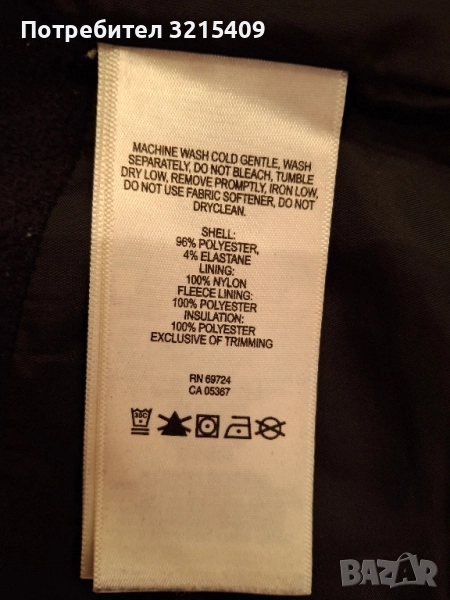 Потребител 3215409
MACHINE WASH COLD GENTLE, WASH
SEPARATELY, DO NOT BLEACH, TUMBLE
DRY LOW, REMOVE PROMPTLY, IRON LOW,
DO NOT USE FABRIC SOFTENER, DO NOT
DRYCLEAN.
SHELL:
96% POLYESTER,
4% ELASTANE
LINING:
100% NYLON
FLEECE LINING:
100% POLYESTER
INSULATION:
100% POLYESTER
EXCLUSIVE OF TRIMMING
RN 69724
CA 05367
30C
BAZAR